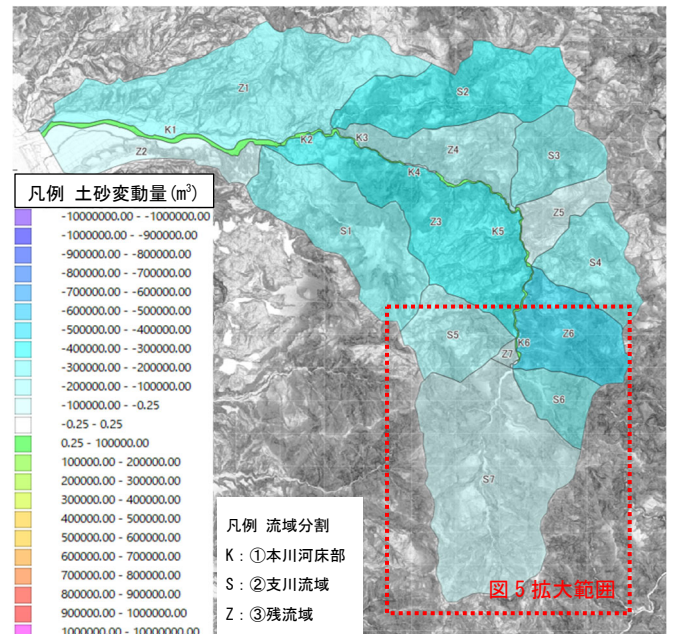 Z1
S2
K1
K2
K3
Z2
Z4
S3
K4
凡例 土砂変動量(m³)
-10000000.00 - -1000000.00
-1000000.00 - -900000.00
-900000.00 - -800000.00
-800000.00 - -700000.00
-700000.00 - -600000.00
-600000.00 - -500000.00
-500000.00 - -400000.00
-400000.00 - -300000.00
-300000.00 - -200000.00
-200000.00 - -100000.00
-100000.00 - -0.25
-0.25 - 0.25
0.25 - 100000.00
100000.00 - 200000.00
200000.00 - 300000.00
300000.00 - 400000.00
400000.00 - 500000.00
500000.00 - 600000.00
600000.00 - 700000.00
700000.00 - 800000.00
800000.00 - 900000.00
900000.00 - 1000000.00
1000000.00 - 10000000.00
S1
Z3
K5
Z5
S4
S5
K6
Z6
Z7
S6
S7
凡例 流域分割
K：①本川河床部
S：②支川流域
Z：③残流域
図5拡大範囲